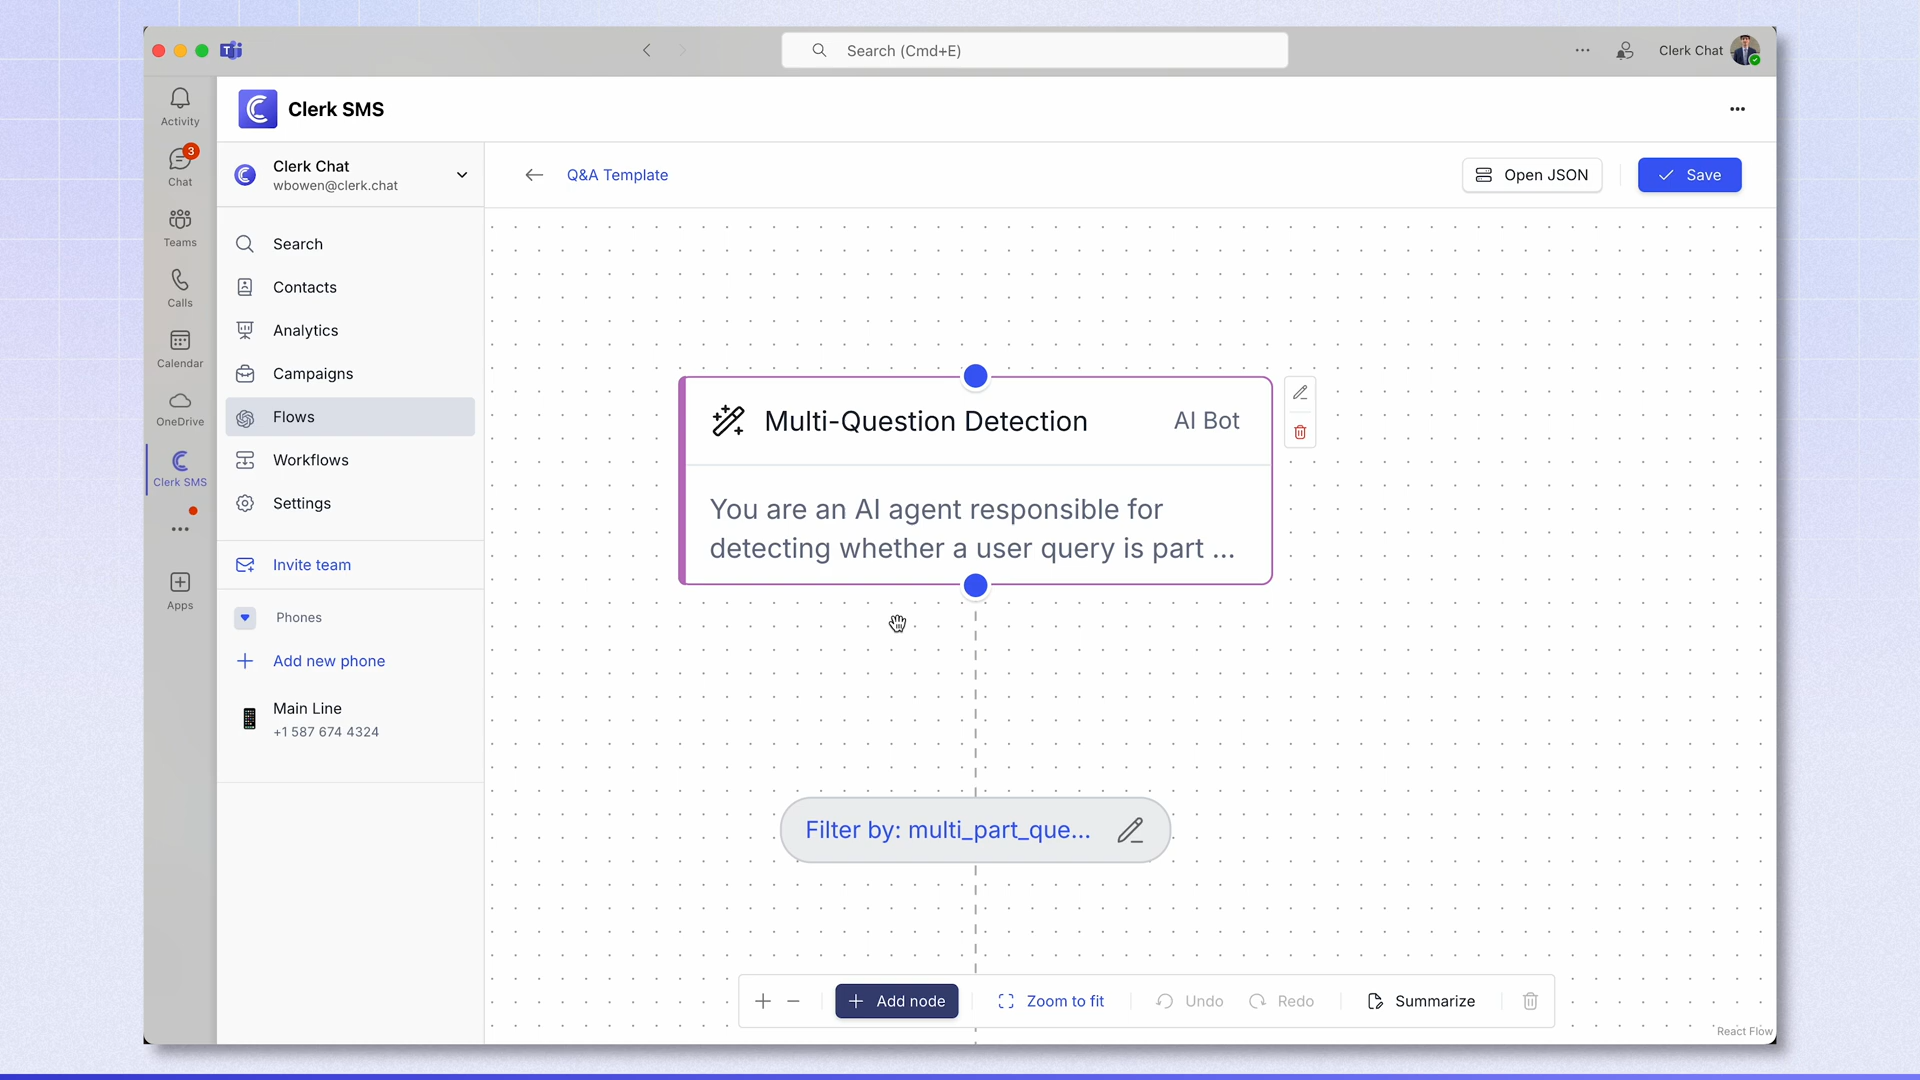 Search (Cmd+E)
Clerk Chat
Activity
3
Chat
Teams
Calls
Calendar
OneDrive
Clerk SMS
Apps
Clerk SMS
Clerk Chat
wbowen@clerk.chat
Search
Contacts
Analytics
Campaigns
Flows
Workflows
Settings
Invite team
Phones
Add new phone
Main Line
+1 587 674 4324
Q&A Template
Open JSON
Save
Multi-Question Detection
AI Bot
You are an AI agent responsible for
detecting whether a user query is part ...
Filter by: multi_part_que...
Add node
Zoom to fit
Undo
Redo
Summarize
React Flow